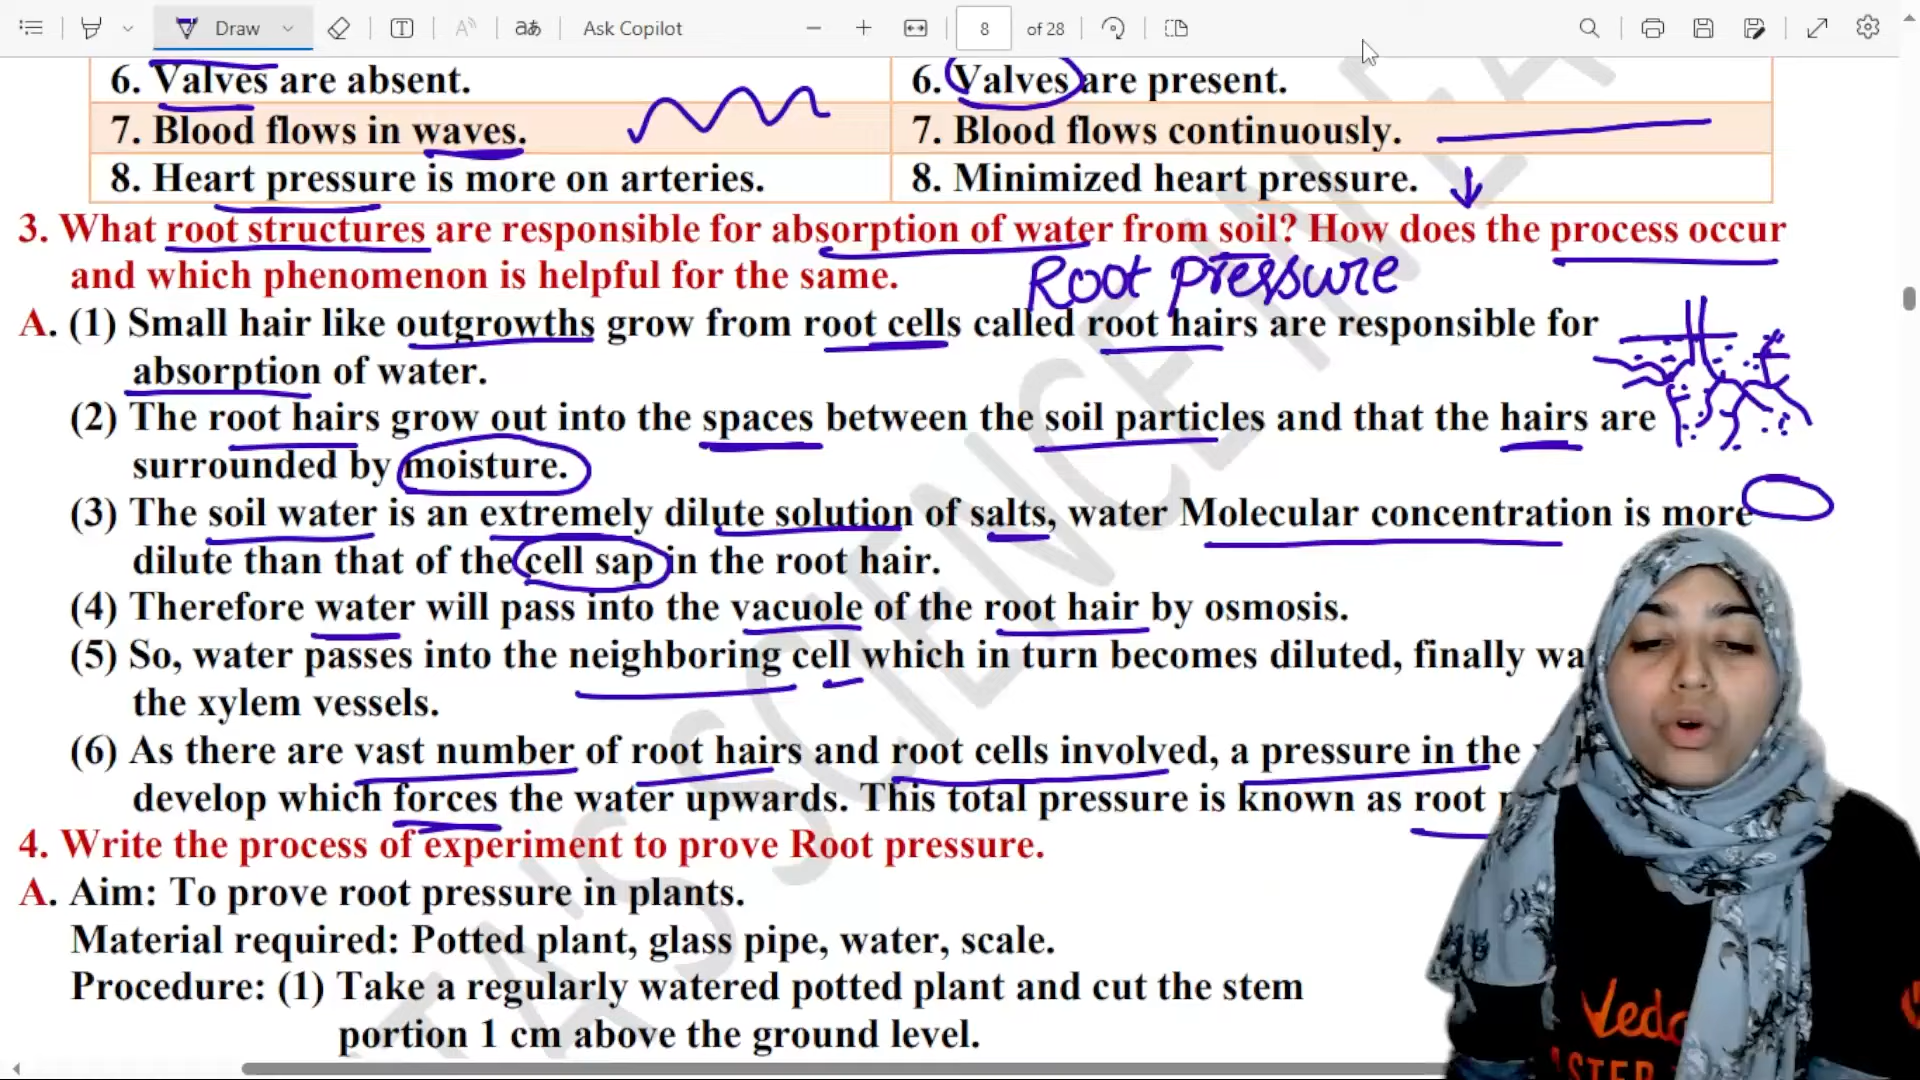 Draw
Ask Copilot
8 of 28
6. Valves are absent.
6. Valves are present.
7. Blood flows in waves.
7. Blood flows continuously.
8. Heart pressure is more on arteries.
8. Minimized heart pressure.
3. What root structures are responsible for absorption of water from soil? How does the process occur
and which phenomenon is helpful for the same.
Root pressure
A. (1) Small hair like outgrowths grow from root cells called root hairs are responsible for
absorption of water.
(2) The root hairs grow out into the spaces between the soil particles and that the hairs are
surrounded by moisture.
(3) The soil water is an extremely dilute solution of salts, water Molecular concentration is more
dilute than that of the cell sap in the root hair.
(4) Therefore water will pass into the vacuole of the root hair by osmosis.
(5) So, water passes into the neighboring cell which in turn becomes diluted, finally wa
the xylem vessels.
(6) As there are vast number of root hairs and root cells involved, a pressure in the
develop which forces the water upwards. This total pressure is known as root
4. Write the process of experiment to prove Root pressure.
A. Aim: To prove root pressure in plants.
Material required: Potted plant, glass pipe, water, scale.
Procedure: (1) Take a regularly watered potted plant and cut the stem
portion 1 cm above the ground level.
TA'S SCIENCE IN EA